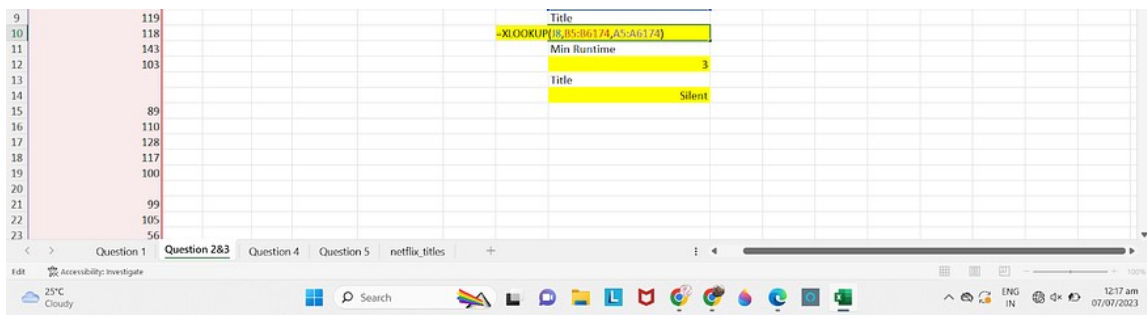 9 119 Title
10 118 =XLOOKUP(J8,B5:B6174,A5:A6174)
11 143 Min Runtime
12 103 3
13 Title
14 Silent
15 89
16 110
17 128
18 117
19 100
20
21 99
22 105
23 56
Question 1 Question 2&3 Question 4 Question 5 netflix_titles
Edit Accessibility: Investigate 100%
25°C Search ENG 12:17 am
Cloudy IN 07/07/2023